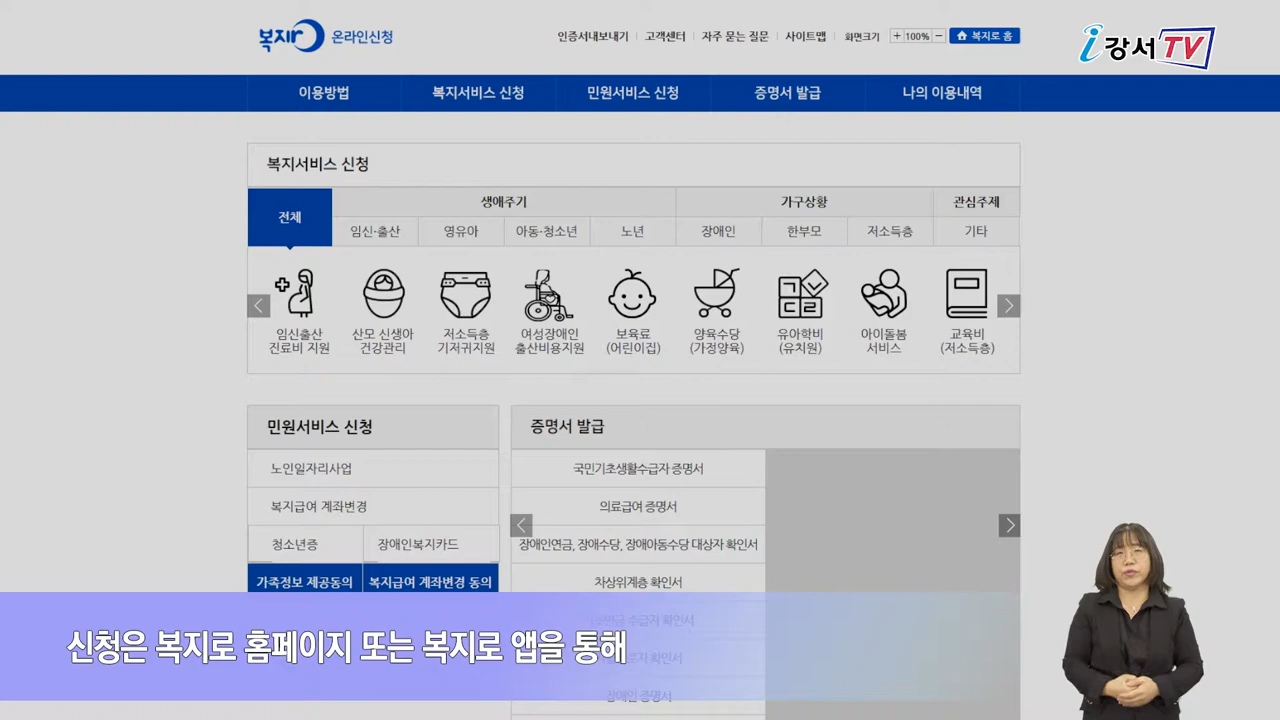 복지로 온라인신청
인증서내보내기 고객센터 자주 묻는 질문 사이트맵 화면크기 + 100% − 복지로 홈
i강서TV
이용방법 복지서비스 신청 민원서비스 신청 증명서 발급 나의 이용내역
복지서비스 신청
전체 생애주기 가구상황 관심주제
임신·출산 영유아 아동·청소년 노년 장애인 한부모 저소득층 기타
임신출산 진료비 지원
산모 신생아 건강관리
저소득층 기저귀지원
여성장애인 출산비용지원
보육료 (어린이집)
양육수당 (가정양육)
유아학비 (유치원)
아이돌봄 서비스
교육비 (저소득층)
민원서비스 신청
노인일자리사업
복지급여 계좌변경
청소년증 장애인복지카드
가족정보 제공동의 복지급여 계좌변경 동의
증명서 발급
국민기초생활수급자 증명서
의료급여 증명서
장애인연금, 장애수당, 장애아동수당 대상자 확인서
차상위계층 확인서
수급자 확인서
확인서
장애인 증명서
신청은 복지로 홈페이지 또는 복지로 앱을 통해